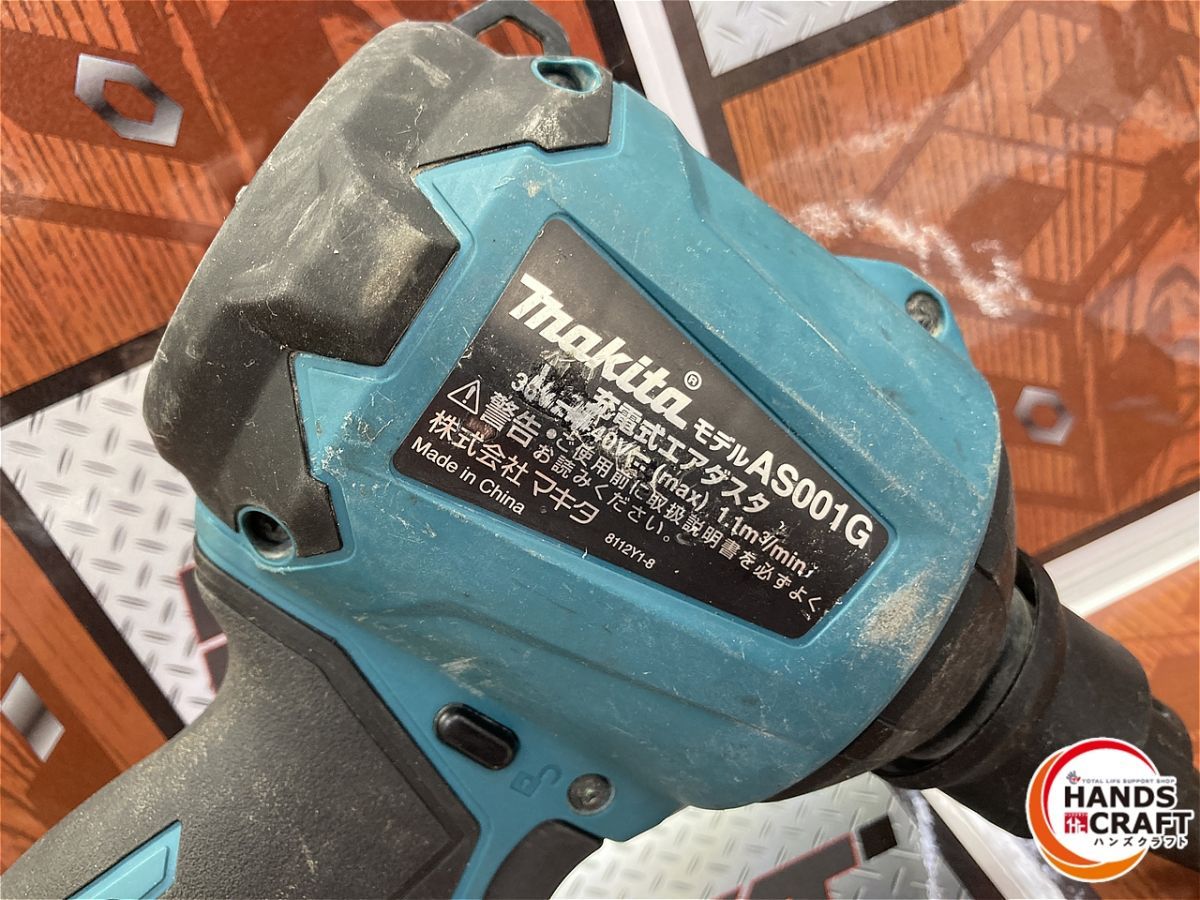 makita®
モデルAS001G
充電式エアダスタ
40V⎓(max) 1.1m³/min
⚠警告・ご使用前に取扱説明書を必ずよく
お読みください。
株式会社マキタ
Made in China
8112Y1-8
TOTAL LIFE SUPPORT SHOP
HANDS
CRAFT
ハンズクラフト